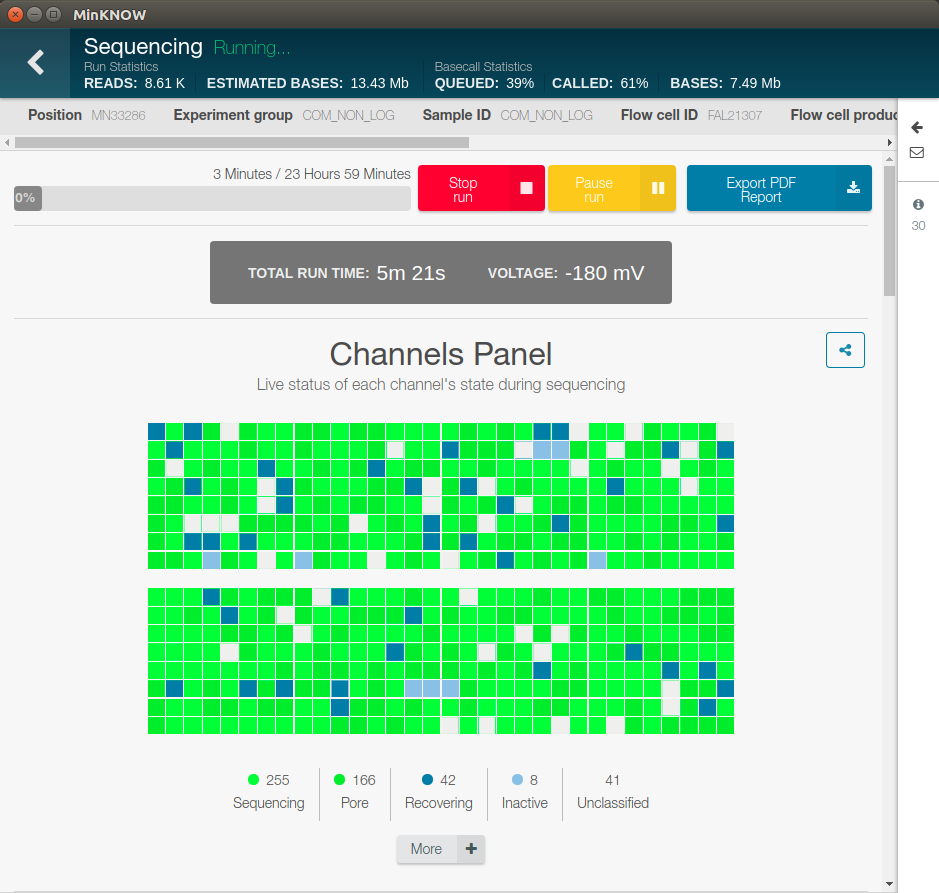 MinKNOW
Sequencing Running...
Run Statistics
READS: 8.61 K ESTIMATED BASES: 13.43 Mb
Basecall Statistics
QUEUED: 39% CALLED: 61% BASES: 7.49 Mb
Position MN33286 Experiment group COM_NON_LOG Sample ID COM_NON_LOG Flow cell ID FAL21307 Flow cell produc
30
3 Minutes / 23 Hours 59 Minutes
0%
Stop
run
Pause
run
Export PDF
Report
TOTAL RUN TIME: 5m 21s VOLTAGE: -180 mV
Channels Panel
Live status of each channel's state during sequencing
255
Sequencing
166
Pore
42
Recovering
8
Inactive
41
Unclassified
More +